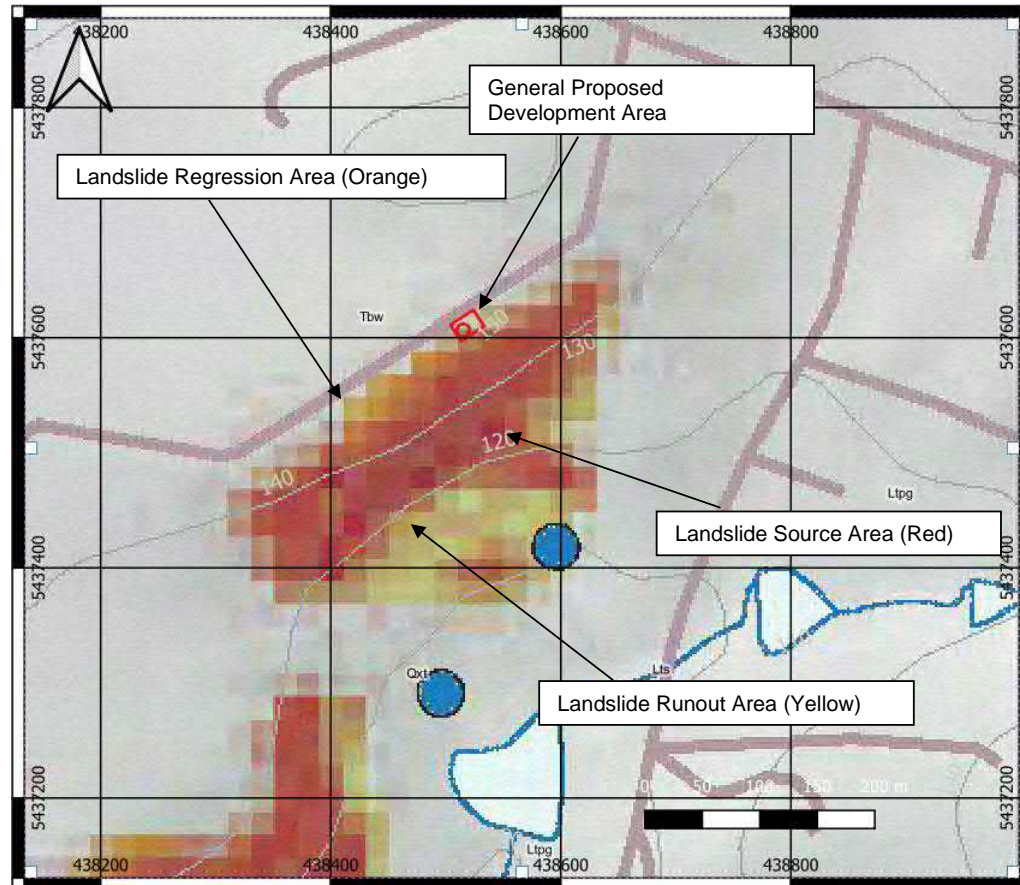 438200
438400
438600
438800
5437800
5437800
General Proposed
Development Area
Landslide Regression Area (Orange)
Tbw
150
5437600
5437600
130
120
140
Ltpg
Landslide Source Area (Red)
5437400
5437400
Qxt
Lts
Landslide Runout Area (Yellow)
50 100 150 200 m
5437200
5437200
Ltpg
438200
438400
438600
438800